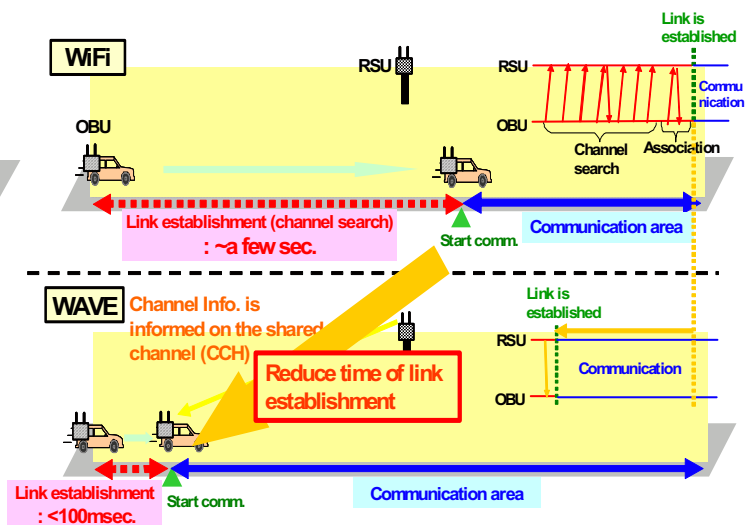 Link is
established
WiFi
RSU
RSU
Commu
nication
OBU
OBU
Channel
search
Association
Link establishment (channel search)
: ~a few sec.
Start comm.
Communication area
WAVE
Channel Info. is
informed on the shared
channel (CCH)
Link is
established
RSU
Communication
OBU
Reduce time of link
establishment
Link establishment
: <100msec.
Start comm.
Communication area